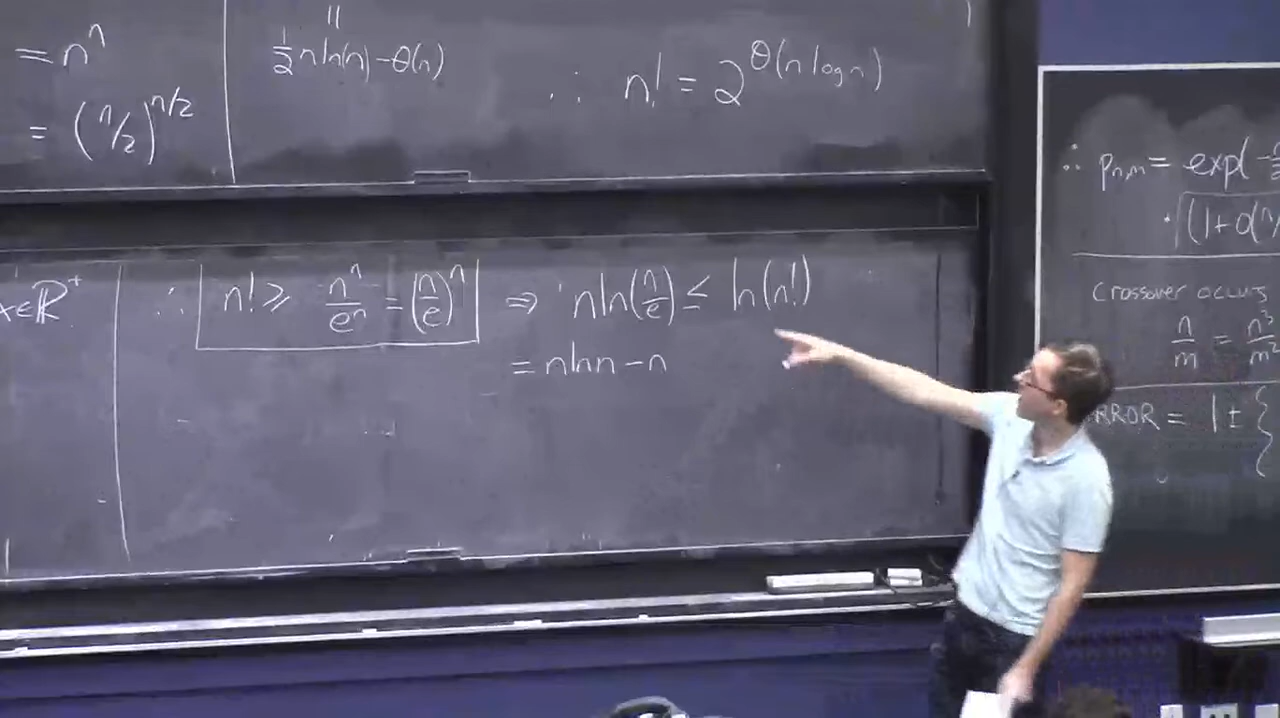 = n^n
= (n/2)^{n/2}
||
1/2 n ln(n) - Θ(n)
∴ n! = 2^{Θ(n log n)}
x∈ℝ⁺
∴ n! ≥ n^n/e^n = (n/e)^n ⇒ n ln(n/e) ≤ ln(n!)
= n ln n - n
∴ p_{n,m} = exp(-
· (1+o(n
Crossover occurs
n/m = n³/m²
ERROR = 1± {